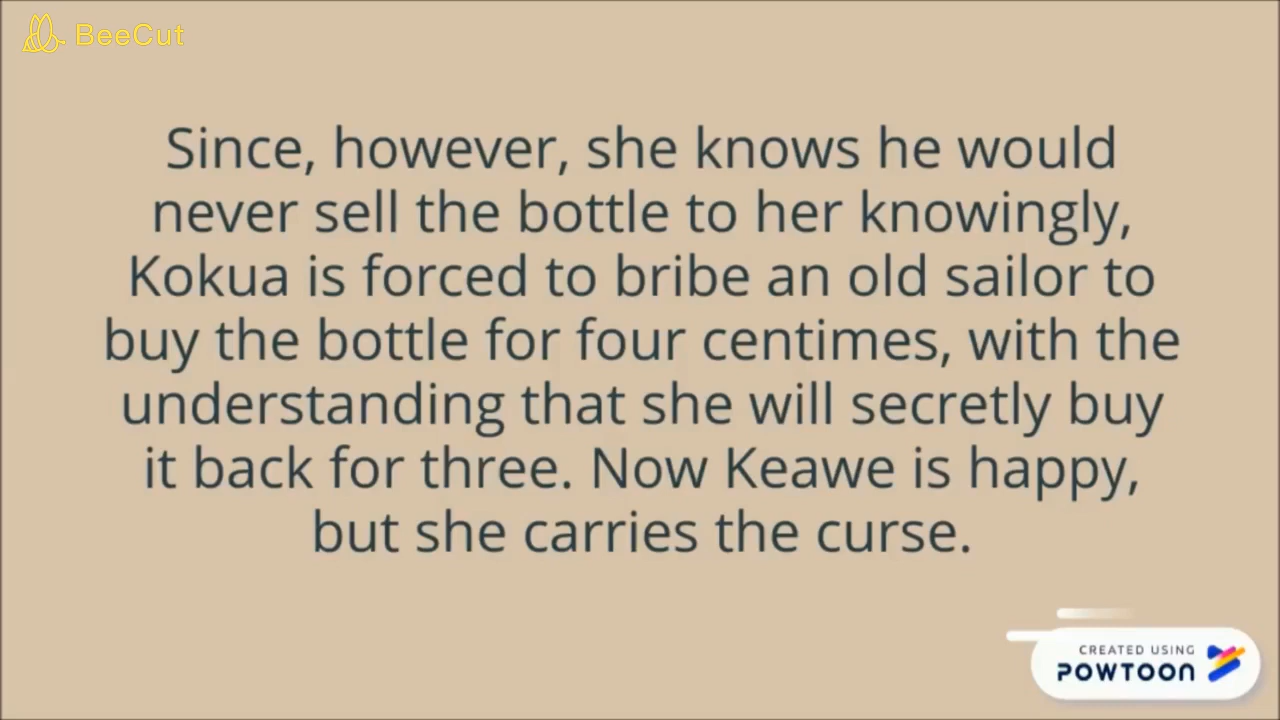 BeeCut
Since, however, she knows he would
never sell the bottle to her knowingly,
Kokua is forced to bribe an old sailor to
buy the bottle for four centimes, with the
understanding that she will secretly buy
it back for three. Now Keawe is happy,
but she carries the curse.
CREATED USING
POWTOON